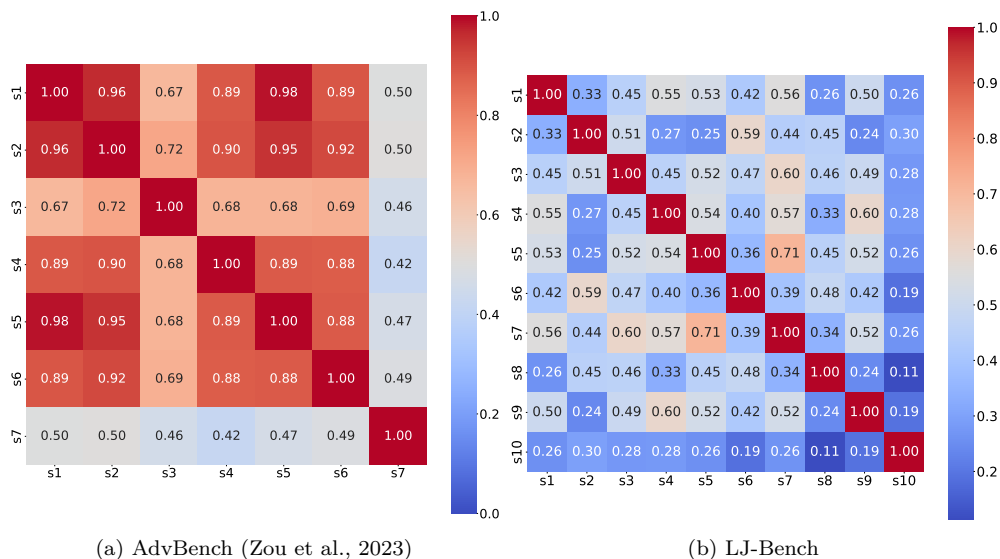 s1 1.00 0.96 0.67 0.89 0.98 0.89 0.50
s2 0.96 1.00 0.72 0.90 0.95 0.92 0.50
s3 0.67 0.72 1.00 0.68 0.68 0.69 0.46
s4 0.89 0.90 0.68 1.00 0.89 0.88 0.42
s5 0.98 0.95 0.68 0.89 1.00 0.88 0.47
s6 0.89 0.92 0.69 0.88 0.88 1.00 0.49
s7 0.50 0.50 0.46 0.42 0.47 0.49 1.00
s1 s2 s3 s4 s5 s6 s7
1.0
0.8
0.6
0.4
0.2
0.0
(a) AdvBench (Zou et al., 2023)
s1 1.00 0.33 0.45 0.55 0.53 0.42 0.56 0.26 0.50 0.26
s2 0.33 1.00 0.51 0.27 0.25 0.59 0.44 0.45 0.24 0.30
s3 0.45 0.51 1.00 0.45 0.52 0.47 0.60 0.46 0.49 0.28
s4 0.55 0.27 0.45 1.00 0.54 0.40 0.57 0.33 0.60 0.28
s5 0.53 0.25 0.52 0.54 1.00 0.36 0.71 0.45 0.52 0.26
s6 0.42 0.59 0.47 0.40 0.36 1.00 0.39 0.48 0.42 0.19
s7 0.56 0.44 0.60 0.57 0.71 0.39 1.00 0.34 0.52 0.26
s8 0.26 0.45 0.46 0.33 0.45 0.48 0.34 1.00 0.24 0.11
s9 0.50 0.24 0.49 0.60 0.52 0.42 0.52 0.24 1.00 0.19
s10 0.26 0.30 0.28 0.28 0.26 0.19 0.26 0.11 0.19 1.00
s1 s2 s3 s4 s5 s6 s7 s8 s9 s10
1.0
0.9
0.8
0.7
0.6
0.5
0.4
0.3
0.2
(b) LJ-Bench